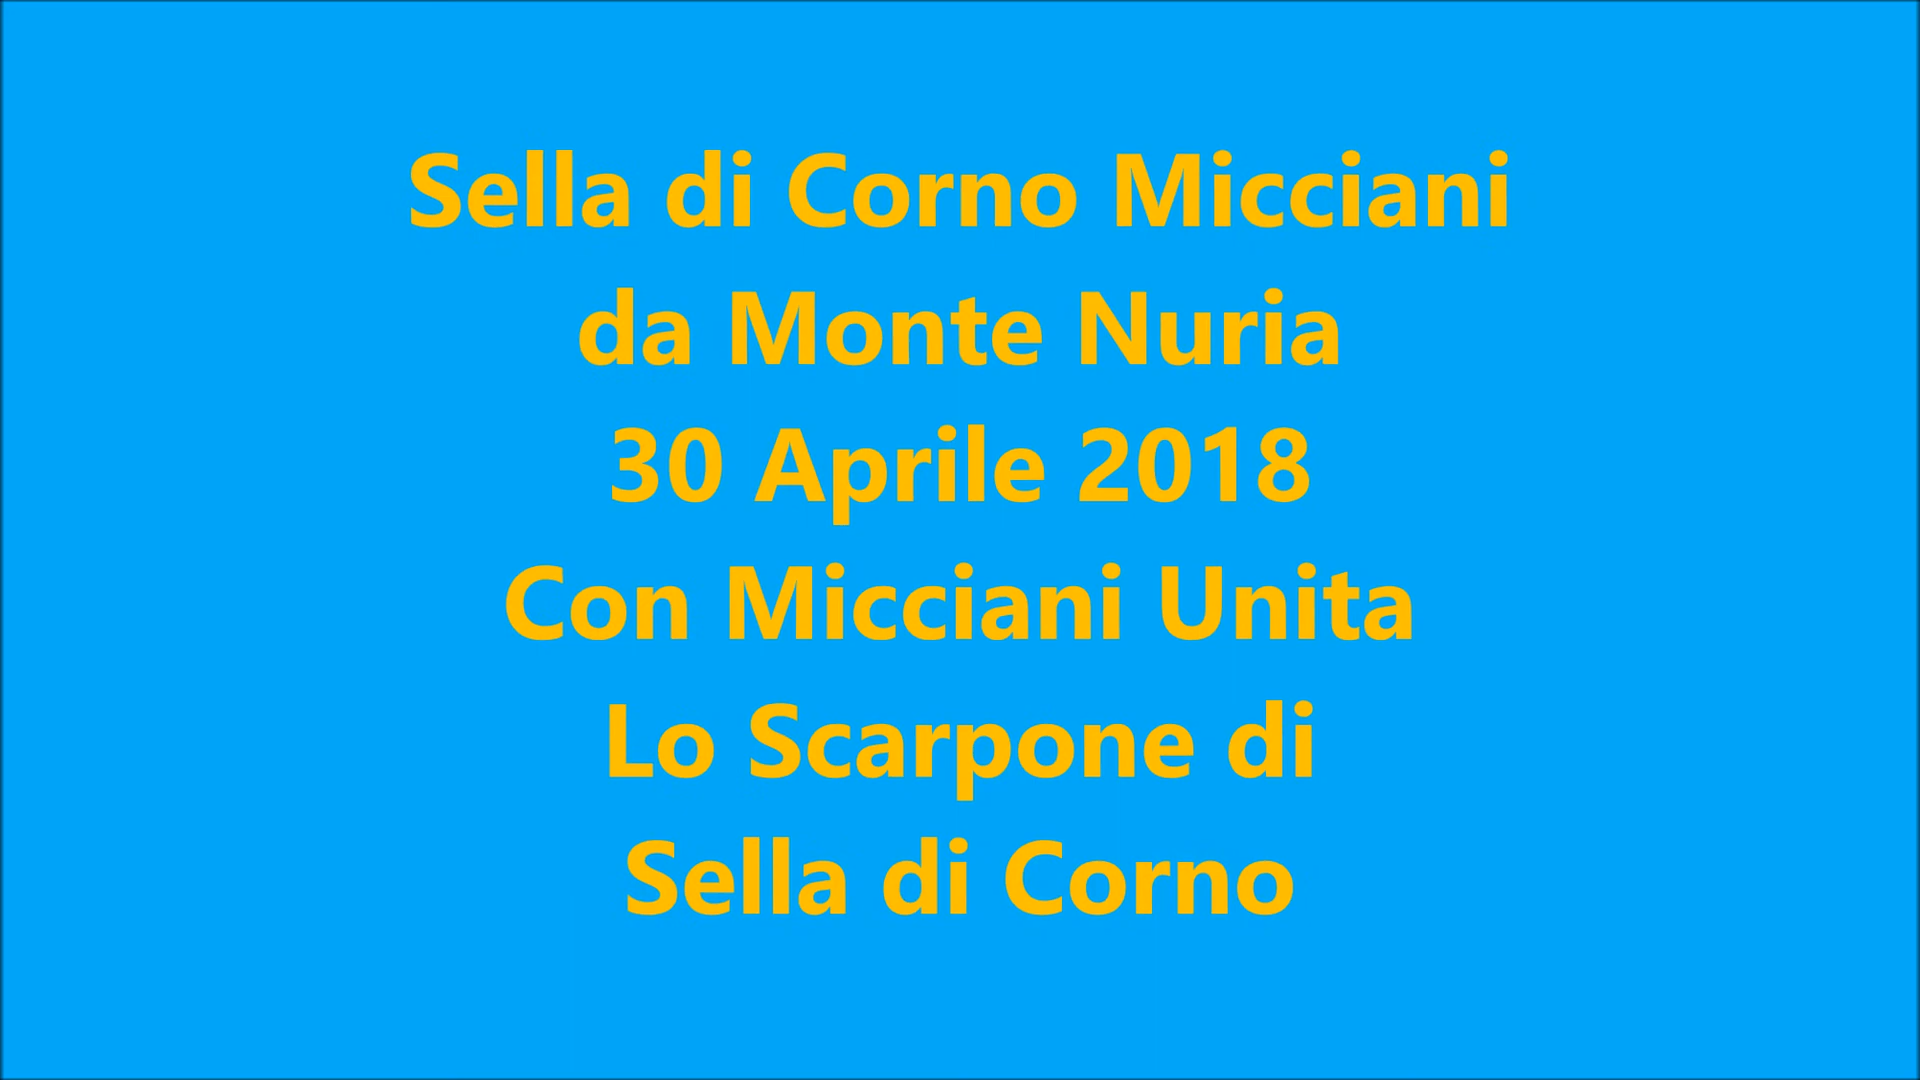 Sella di Corno Micciani
da Monte Nuria
30 Aprile 2018
Con Micciani Unita
Lo Scarpone di
Sella di Corno